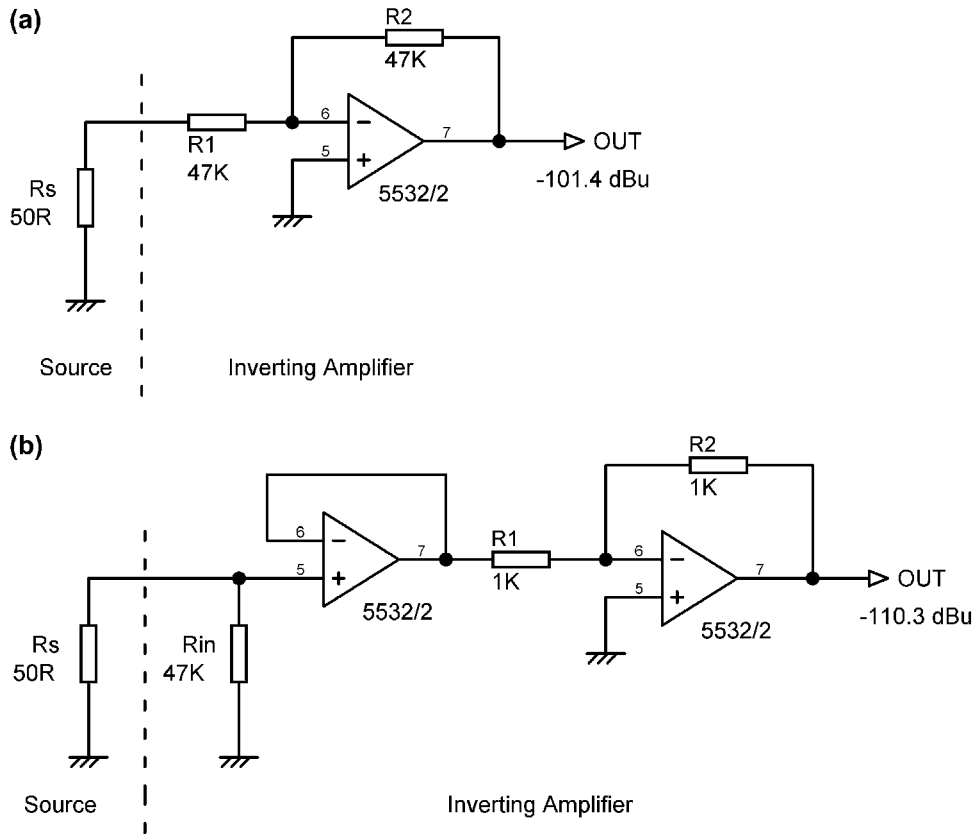 (a)
R2
47K
6
5
7
R1
47K
5532/2
OUT
-101.4 dBu
Rs
50R
Source
Inverting Amplifier
(b)
R2
1K
6
5
7
R1
1K
6
5
7
5532/2
5532/2
OUT
-110.3 dBu
Rs
50R
Rin
47K
Source
Inverting Amplifier